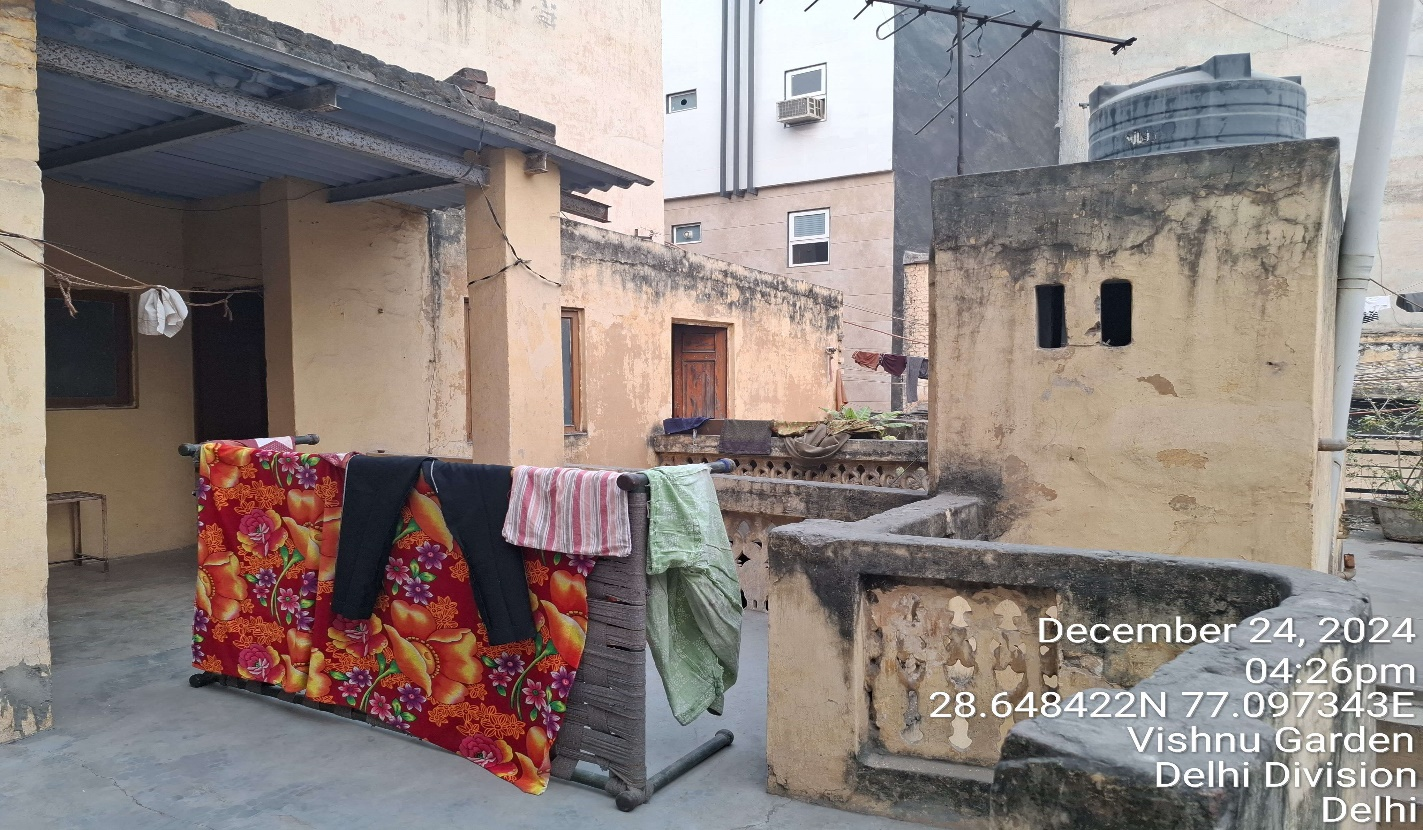 December 24, 2024
04:26pm
28.648422N 77.097343E
Vishnu Garden
Delhi Division
Delhi